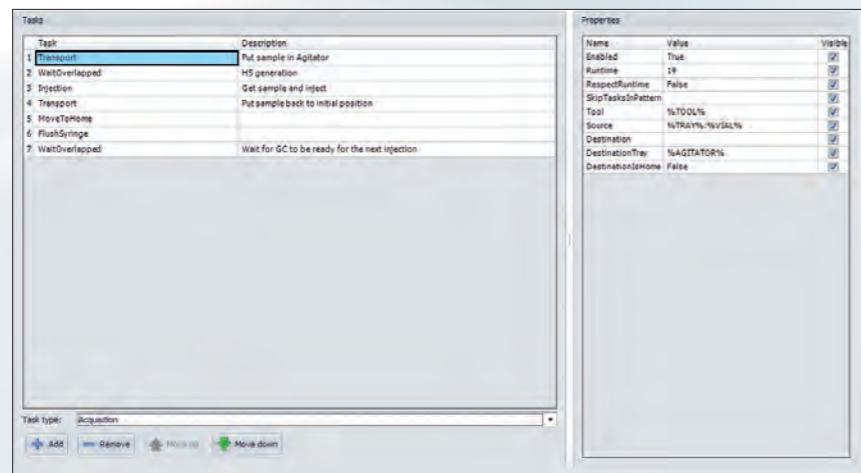 Tasks
Task Description
1 Transport Put sample in Agitator
2 WaitOverlapped HS generation
3 Injection Get sample and inject
4 Transport Put sample back to initial position
5 MoveToHome
6 FlushSyringe
7 WaitOverlapped Wait for GC to be ready for the next injection
Task type: Acquisition
Add Remove Move up Move down
Properties
Name Value Visible
Enabled True
Runtime 19
RespectRuntime False
SkipTasksInPattern
Tool %TOOL%
Source %TRAY%:%VIAL%
Destination
DestinationTray %AGITATOR%
DestinationIsHome False